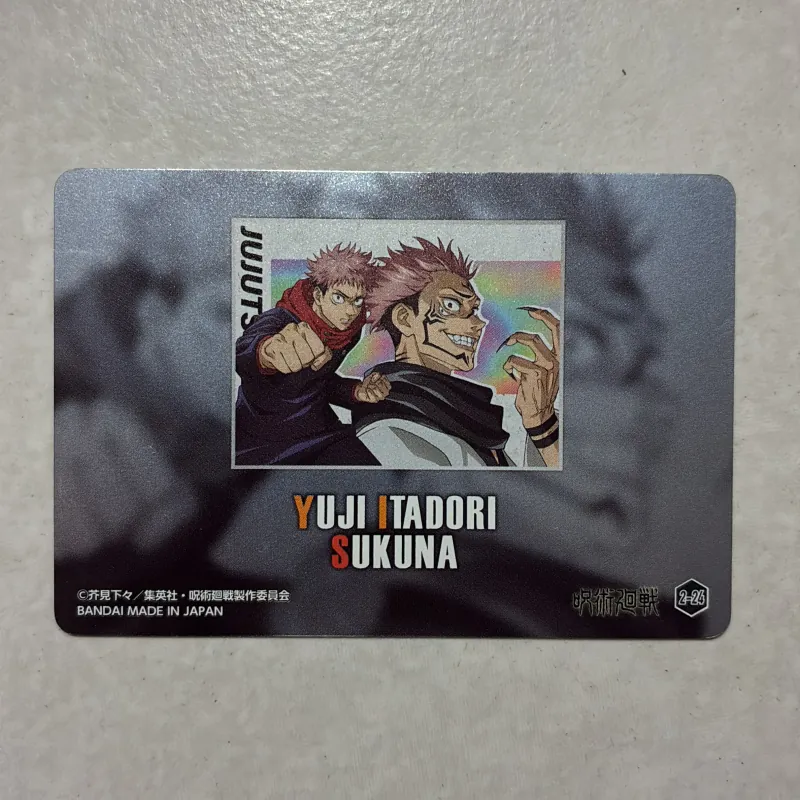 JUJUTS
YUJI ITADORI
SUKUNA
©芥見下々/集英社・呪術廻戦製作委員会
BANDAI MADE IN JAPAN
呪術廻戦
2-24